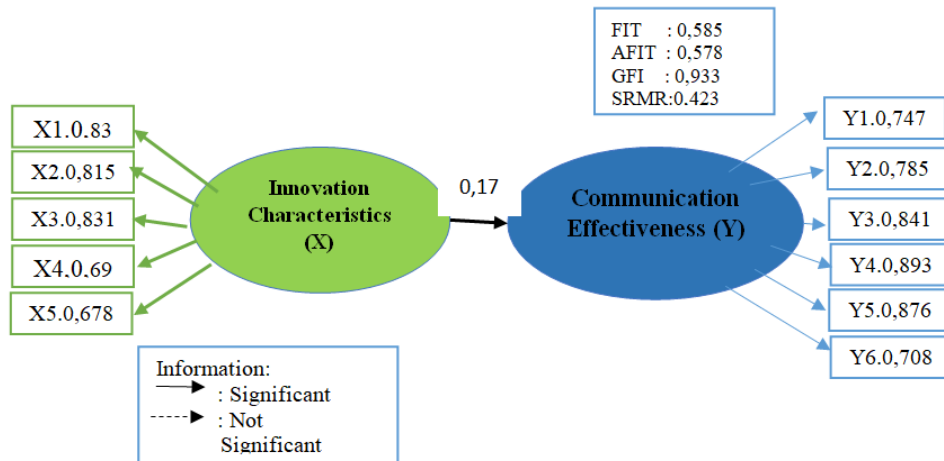 FIT : 0,585
AFIT : 0,578
GFI : 0,933
SRMR:0.423
X1.0.83
X2.0,815
X3.0,831
X4.0.69
X5.0,678
Innovation
Characteristics
(X)
0,17
Communication
Effectiveness (Y)
Y1.0,747
Y2.0,785
Y3.0,841
Y4.0,893
Y5.0,876
Y6.0,708
Information:
: Significant
: Not
Significant